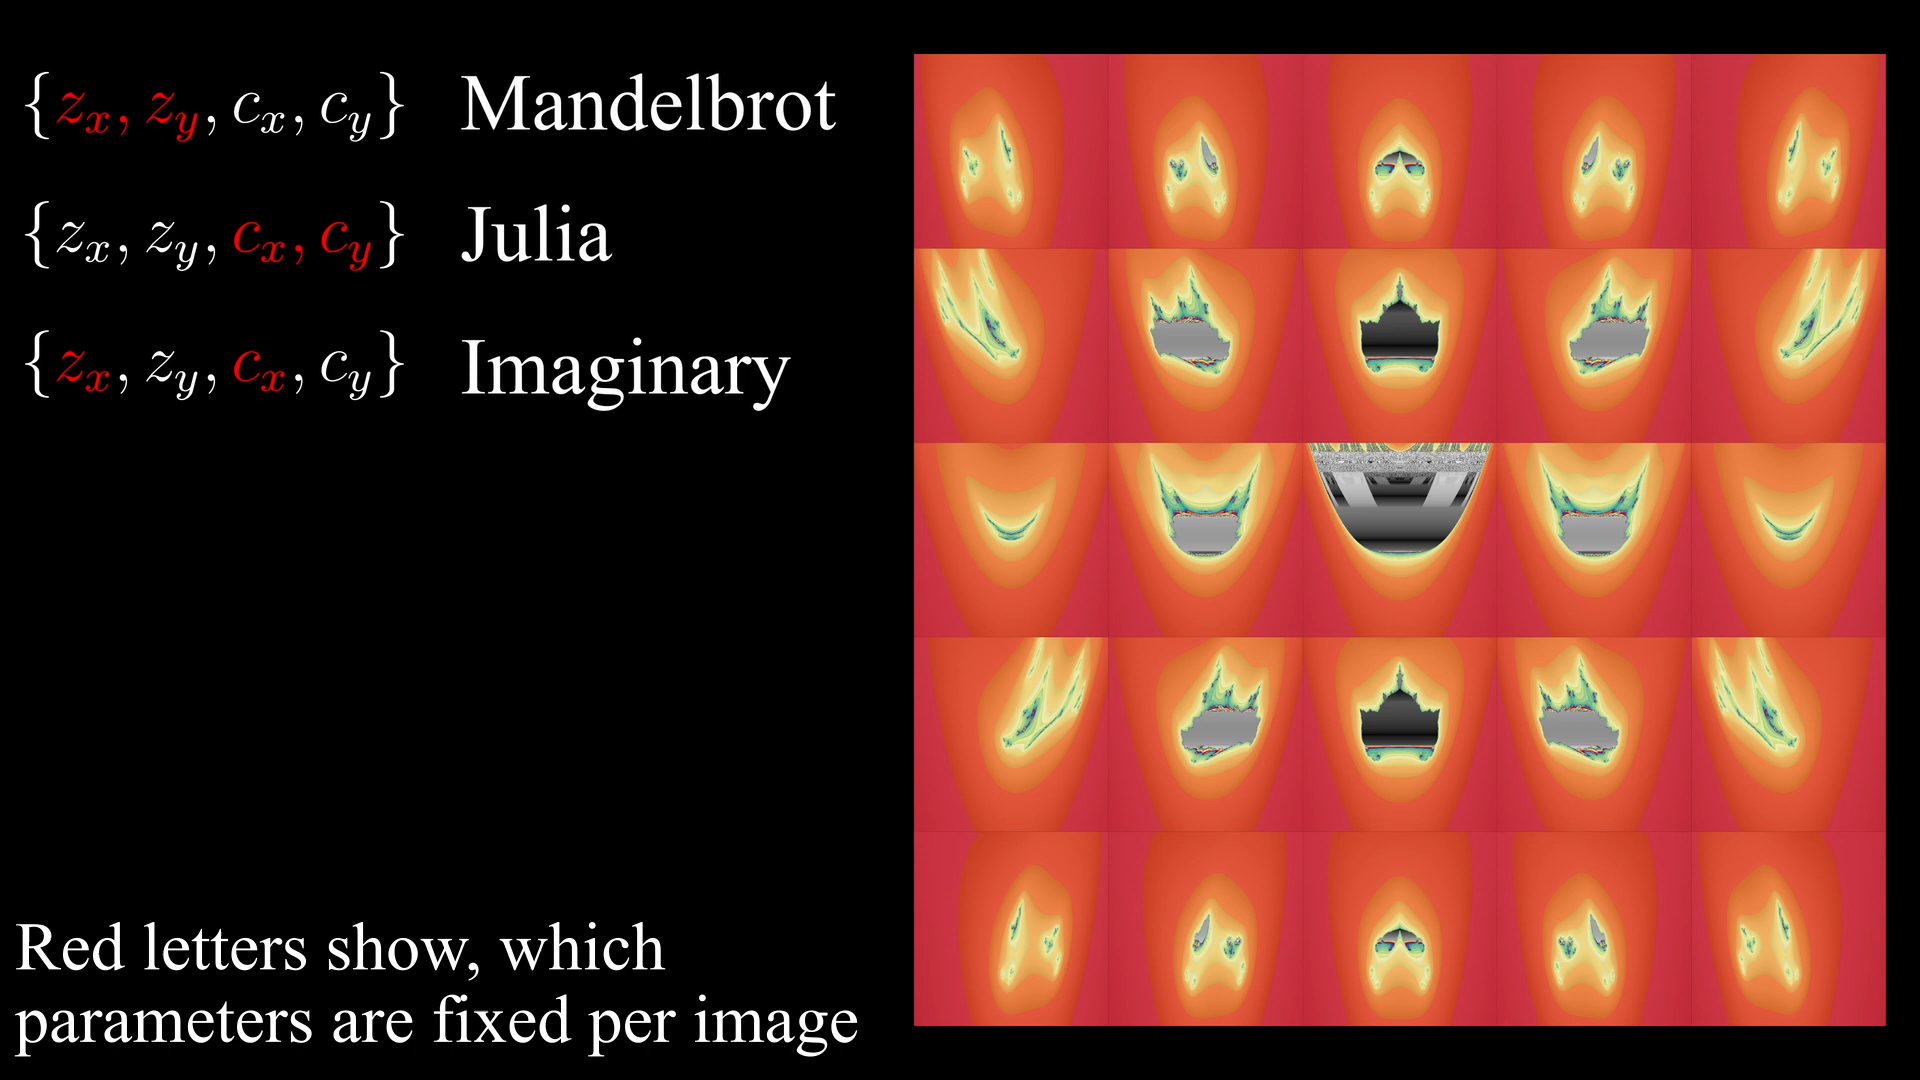 {z_x, z_y, c_x, c_y} Mandelbrot
{z_x, z_y, c_x, c_y} Julia
{z_x, z_y, c_x, c_y} Imaginary
Red letters show, which
parameters are fixed per image